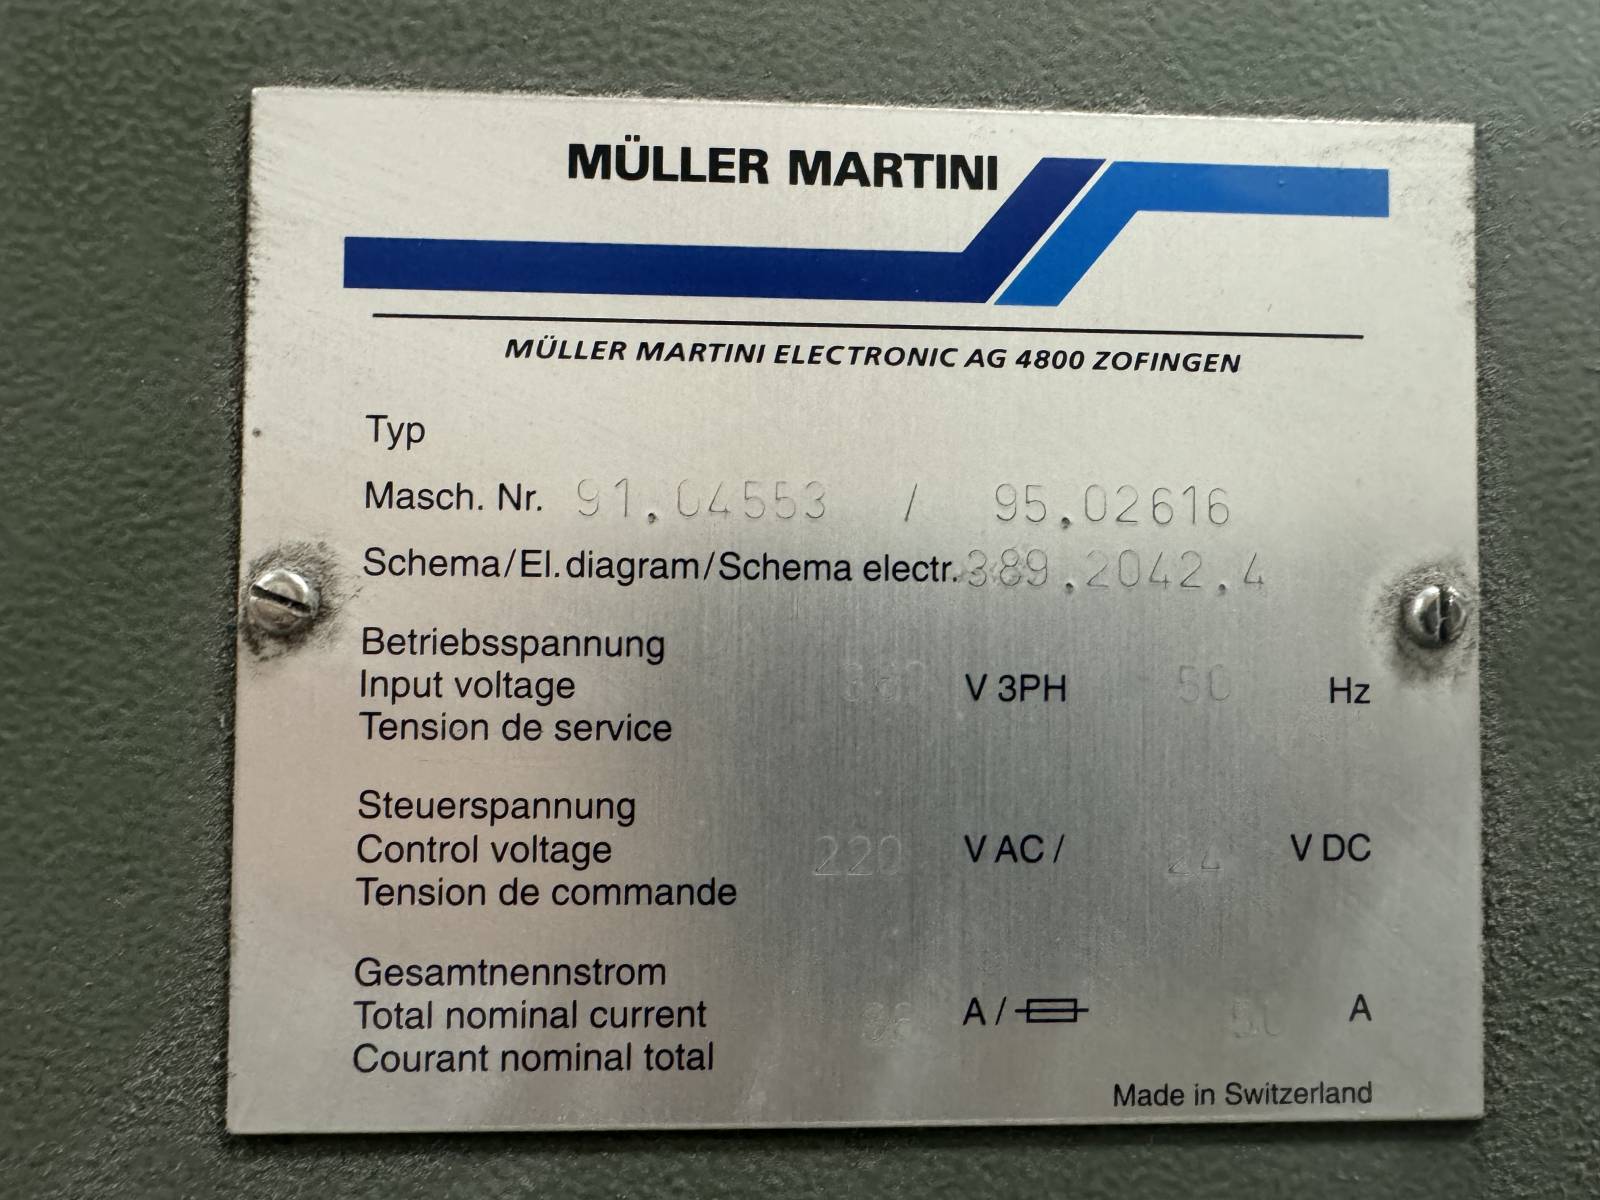 MÜLLER MARTINI
MÜLLER MARTINI ELECTRONIC AG 4800 ZOFINGEN
Typ
Masch. Nr. 91.04553 / 95.02616
Schema/El.diagram/Schema electr. 389.2042.4
Betriebsspannung
Input voltage V 3PH 50 Hz
Tension de service
Steuerspannung
Control voltage 220 V AC / 24 V DC
Tension de commande
Gesamtnennstrom
Total nominal current A / A
Courant nominal total
Made in Switzerland